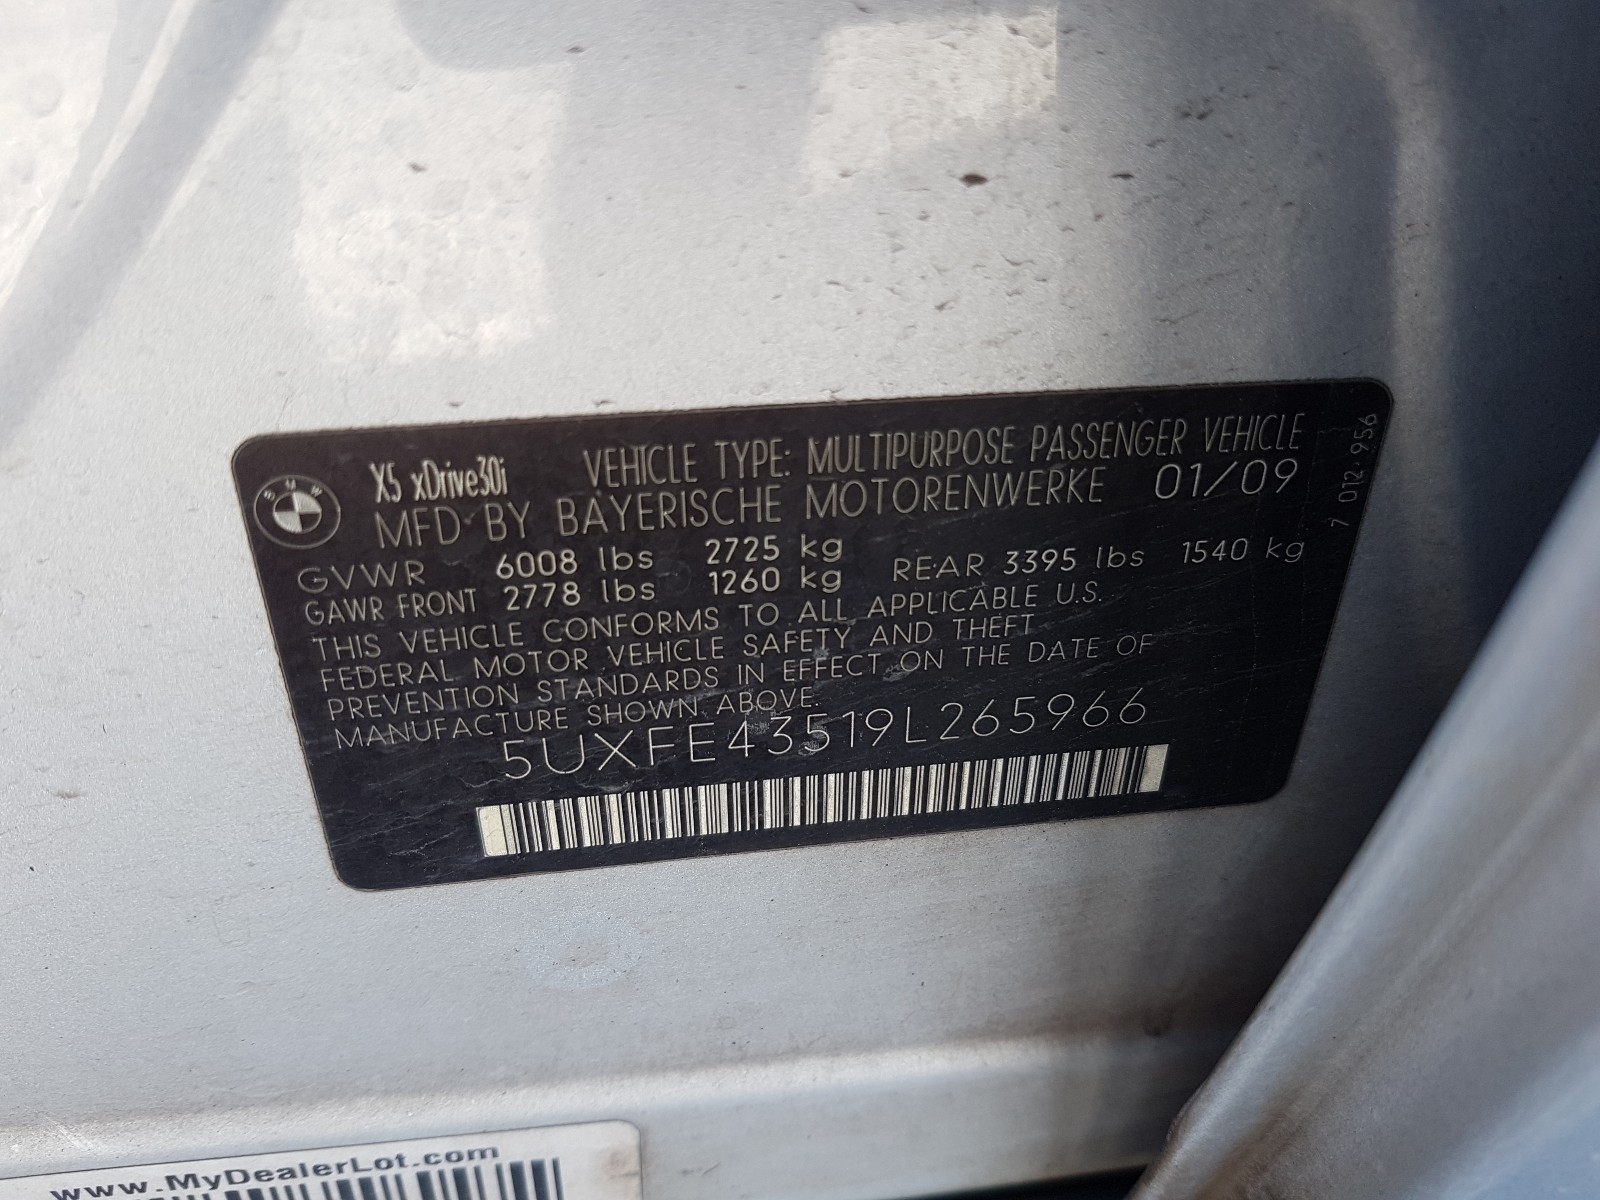 BMW
X5 xDrive30i VEHICLE TYPE: MULTIPURPOSE PASSENGER VEHICLE
MFD BY BAYERISCHE MOTORENWERKE 01/09
GVWR 6008 lbs 2725 kg
GAWR FRONT 2778 lbs 1260 kg REAR 3395 lbs 1540 kg
THIS VEHICLE CONFORMS TO ALL APPLICABLE U.S.
FEDERAL MOTOR VEHICLE SAFETY AND THEFT
PREVENTION STANDARDS IN EFFECT ON THE DATE OF
MANUFACTURE SHOWN ABOVE.
5UXFE43519L265966
7 012 956
www.MyDealerLot.com